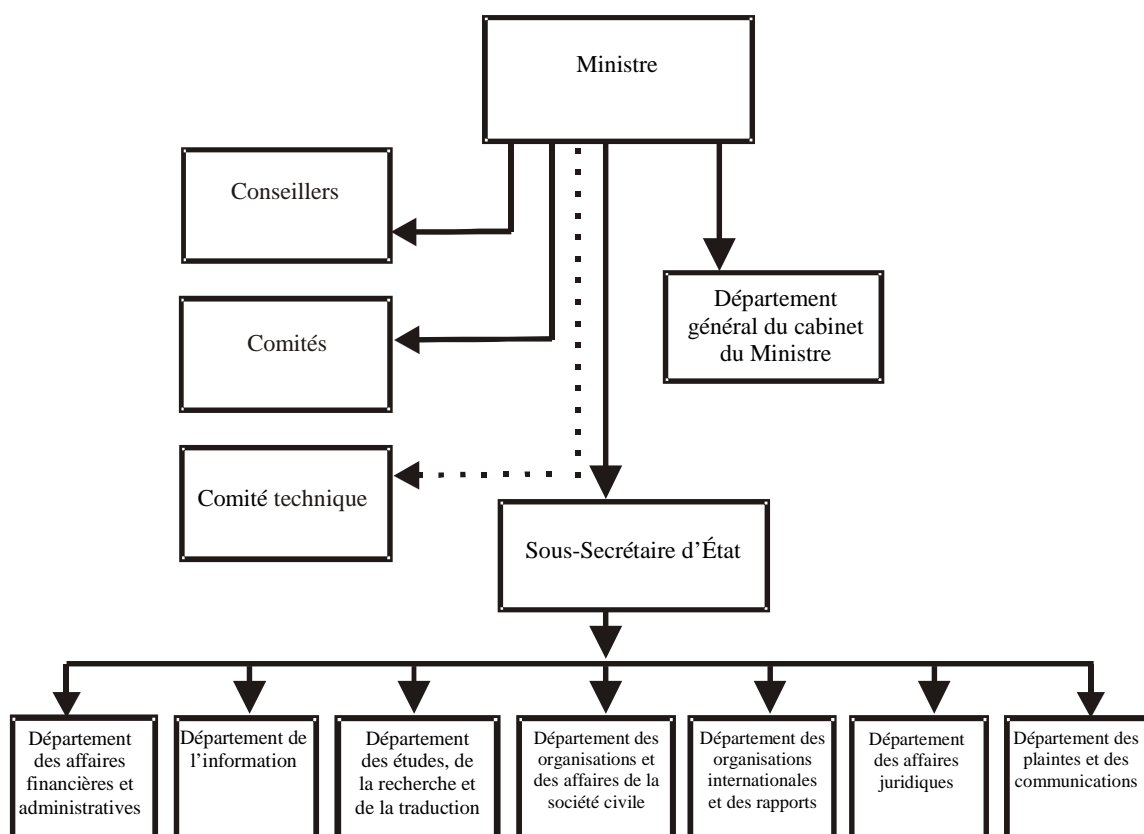 Ministre
Conseillers
Comités
Département
général du cabinet
du Ministre
Comité technique
Sous-Secrétaire d’État
Département
des affaires
financières et
administratives
Département de
l’information
Département
des études, de
la recherche et
de la traduction
Département des
organisations et
des affaires de la
société civile
Département des
organisations
internationales
et des rapports
Département
des affaires
juridiques
Département des
plaintes et des
communications